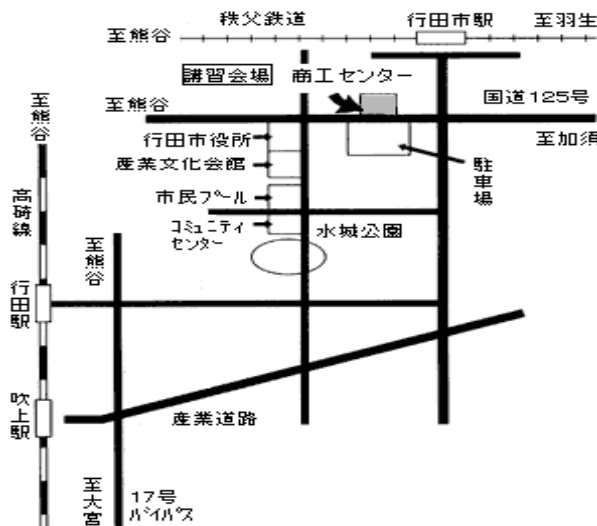 秩父鉄道
行田市駅
至羽生
至熊谷
講習会場
商工センター
至熊谷
国道125号
至加須
行田市役所
産業文化会館
駐車場
市民プール
コミュニティ
センター
水城公園
至熊谷
高碕線
至熊谷
行田駅
吹上駅
産業道路
至大宮
17号
バイパス